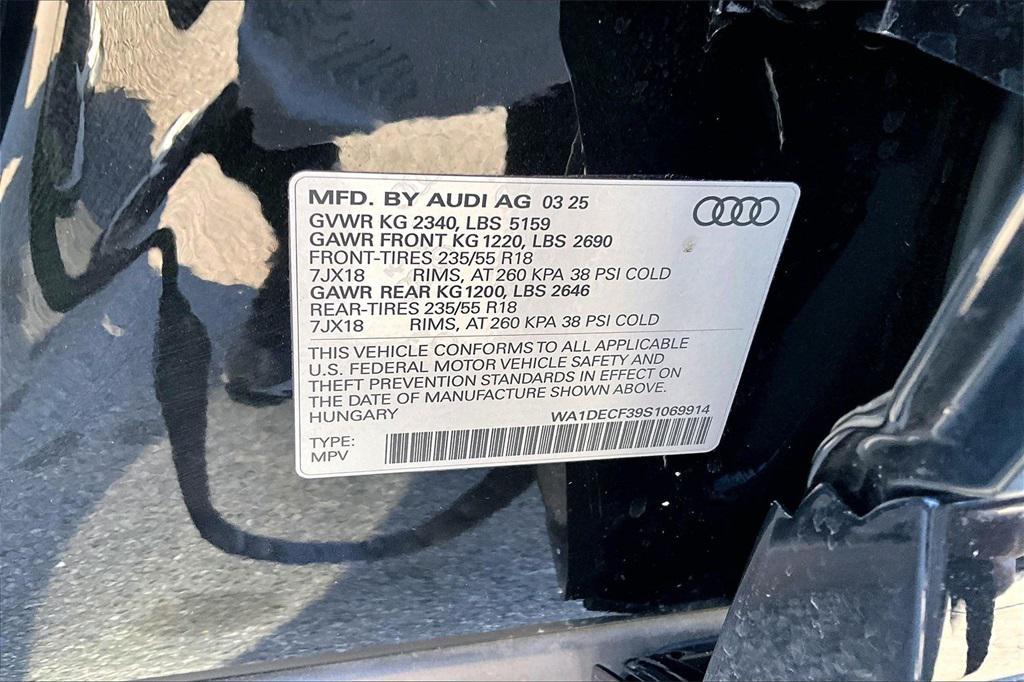 MFD. BY AUDI AG 03 25
GVWR KG 2340, LBS 5159
GAWR FRONT KG 1220, LBS 2690
FRONT-TIRES 235/55 R18
7JX18 RIMS, AT 260 KPA 38 PSI COLD
GAWR REAR KG 1200, LBS 2646
REAR-TIRES 235/55 R18
7JX18 RIMS, AT 260 KPA 38 PSI COLD
THIS VEHICLE CONFORMS TO ALL APPLICABLE
U.S. FEDERAL MOTOR VEHICLE SAFETY AND
THEFT PREVENTION STANDARDS IN EFFECT ON
THE DATE OF MANUFACTURE SHOWN ABOVE.
HUNGARY WA1DECF39S1069914
TYPE:
MPV